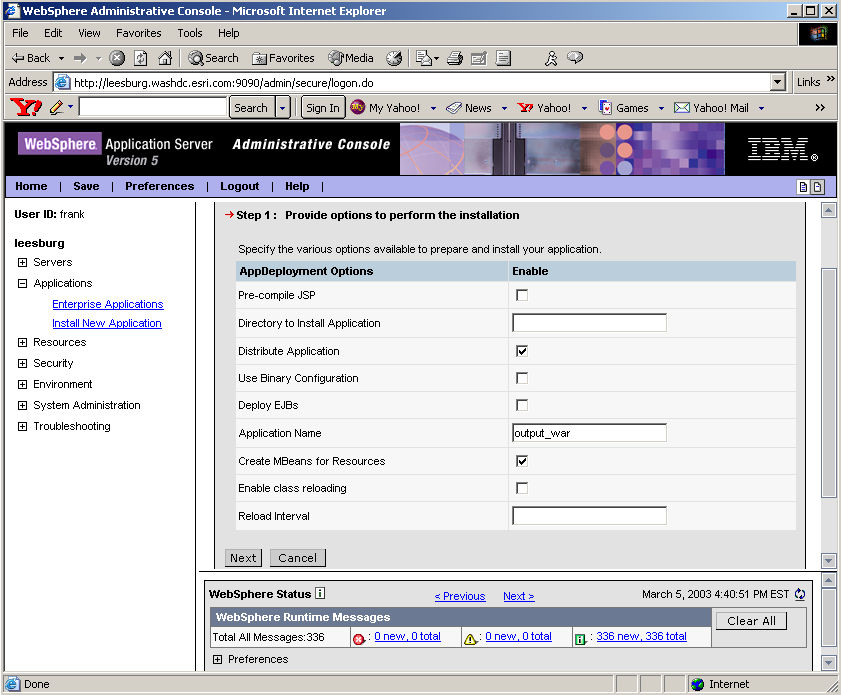 WebSphere Administrative Console - Microsoft Internet Explorer
File Edit View Favorites Tools Help
Back Search Favorites Media
Address http://leesburg.washdc.esri.com:9090/admin/secure/logon.do Links »
Y! Search Sign In My Yahoo! News Yahoo! Games Yahoo! Mail »
WebSphere. Application Server Administrative Console IBM®
Version 5
Home | Save | Preferences | Logout | Help |
User ID: frank
leesburg
Servers
Applications
Enterprise Applications
Install New Application
Resources
Security
Environment
System Administration
Troubleshooting
Step 1 : Provide options to perform the installation
Specify the various options available to prepare and install your application.
AppDeployment Options Enable
Pre-compile JSP
Directory to Install Application
Distribute Application
Use Binary Configuration
Deploy EJBs
Application Name output_war
Create MBeans for Resources
Enable class reloading
Reload Interval
Next Cancel
WebSphere Status i < Previous Next > March 5, 2003 4:40:51 PM EST
WebSphere Runtime Messages Clear All
Total All Messages:336 : 0 new, 0 total : 0 new, 0 total : 336 new, 336 total
Preferences
Done Internet